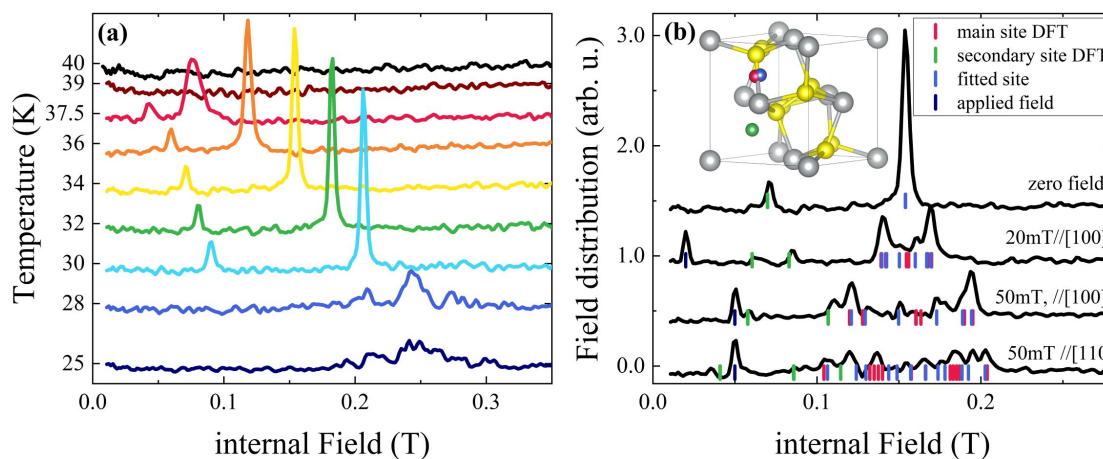 (a)
Temperature (K)
40
39
37.5
36
34
32
30
28
25
0.0 0.1 0.2 0.3
internal Field (T)
(b)
Field distribution (arb. u.)
3.0
2.0
1.0
0.0
main site DFT
secondary site DFT
fitted site
applied field
zero field
20mT//[100]
50mT, //[100]
50mT //[110]
0.0 0.1 0.2
internal Field (T)